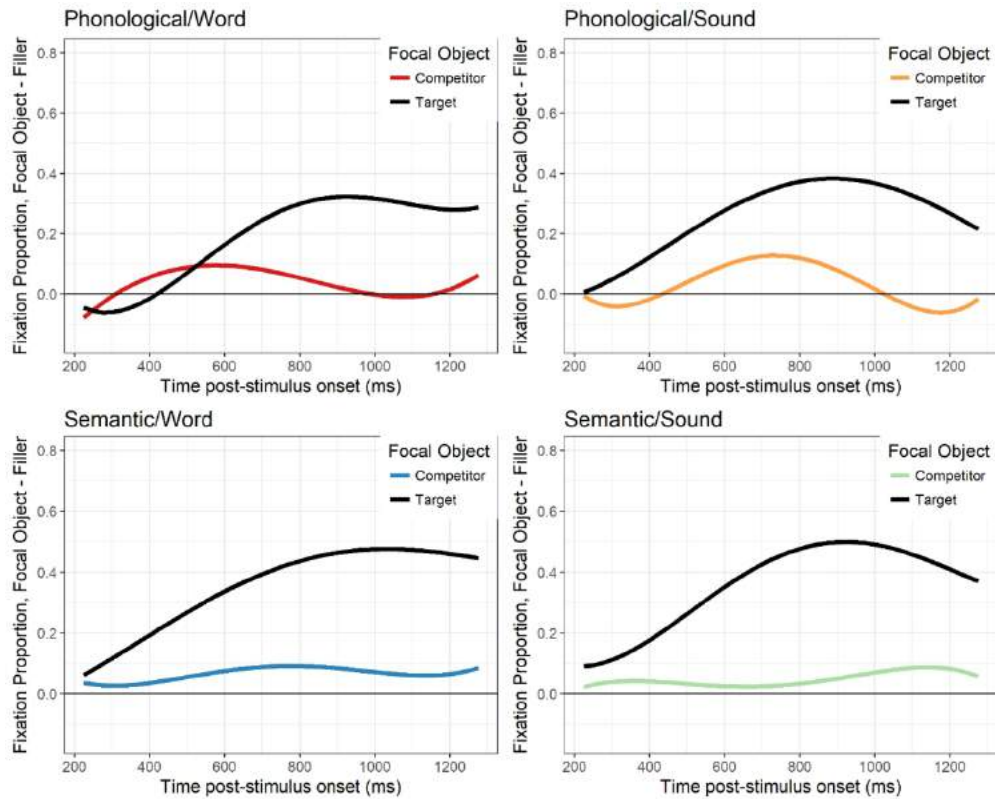 Phonological/Word
Fixation Proportion, Focal Object - Filler
0.8
0.6
0.4
0.2
0.0
Focal Object
Competitor
Target
200 400 600 800 1000 1200
Time post-stimulus onset (ms)
Phonological/Sound
Fixation Proportion, Focal Object - Filler
0.8
0.6
0.4
0.2
0.0
Focal Object
Competitor
Target
200 400 600 800 1000 1200
Time post-stimulus onset (ms)
Semantic/Word
Fixation Proportion, Focal Object - Filler
0.8
0.6
0.4
0.2
0.0
Focal Object
Competitor
Target
200 400 600 800 1000 1200
Time post-stimulus onset (ms)
Semantic/Sound
Fixation Proportion, Focal Object - Filler
0.8
0.6
0.4
0.2
0.0
Focal Object
Competitor
Target
200 400 600 800 1000 1200
Time post-stimulus onset (ms)